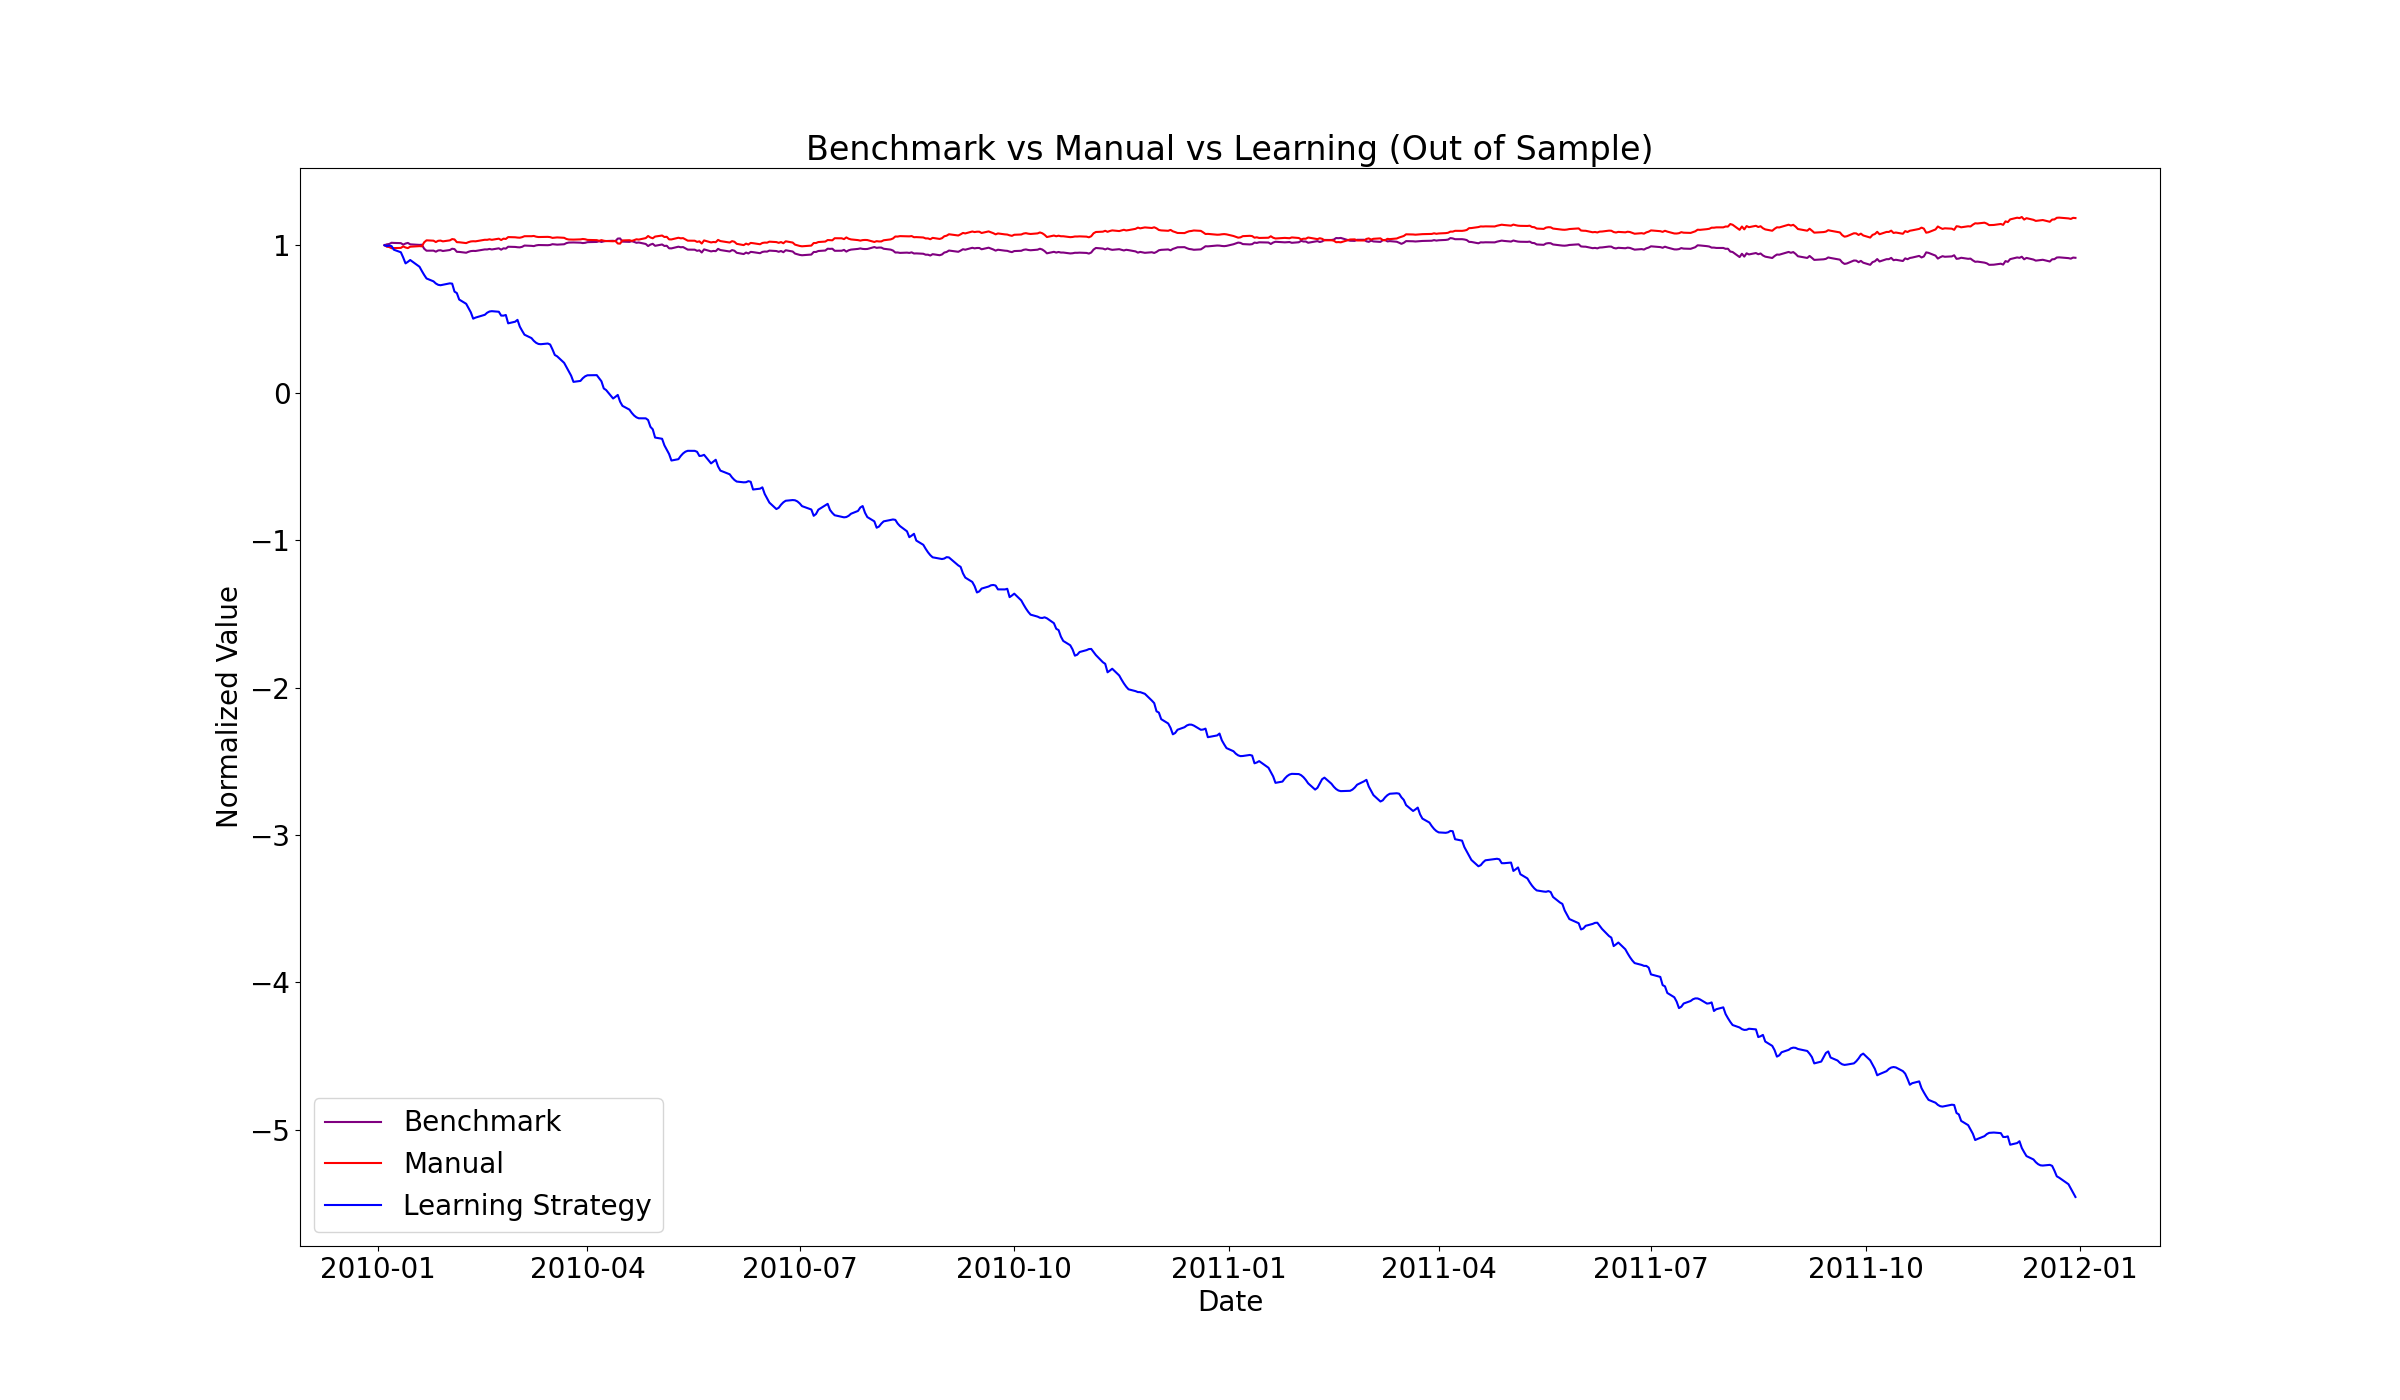 Benchmark vs Manual vs Learning (Out of Sample)
Normalized Value
1
0
−1
−2
−3
−4
−5
Benchmark
Manual
Learning Strategy
2010-01 2010-04 2010-07 2010-10 2011-01 2011-04 2011-07 2011-10 2012-01
Date